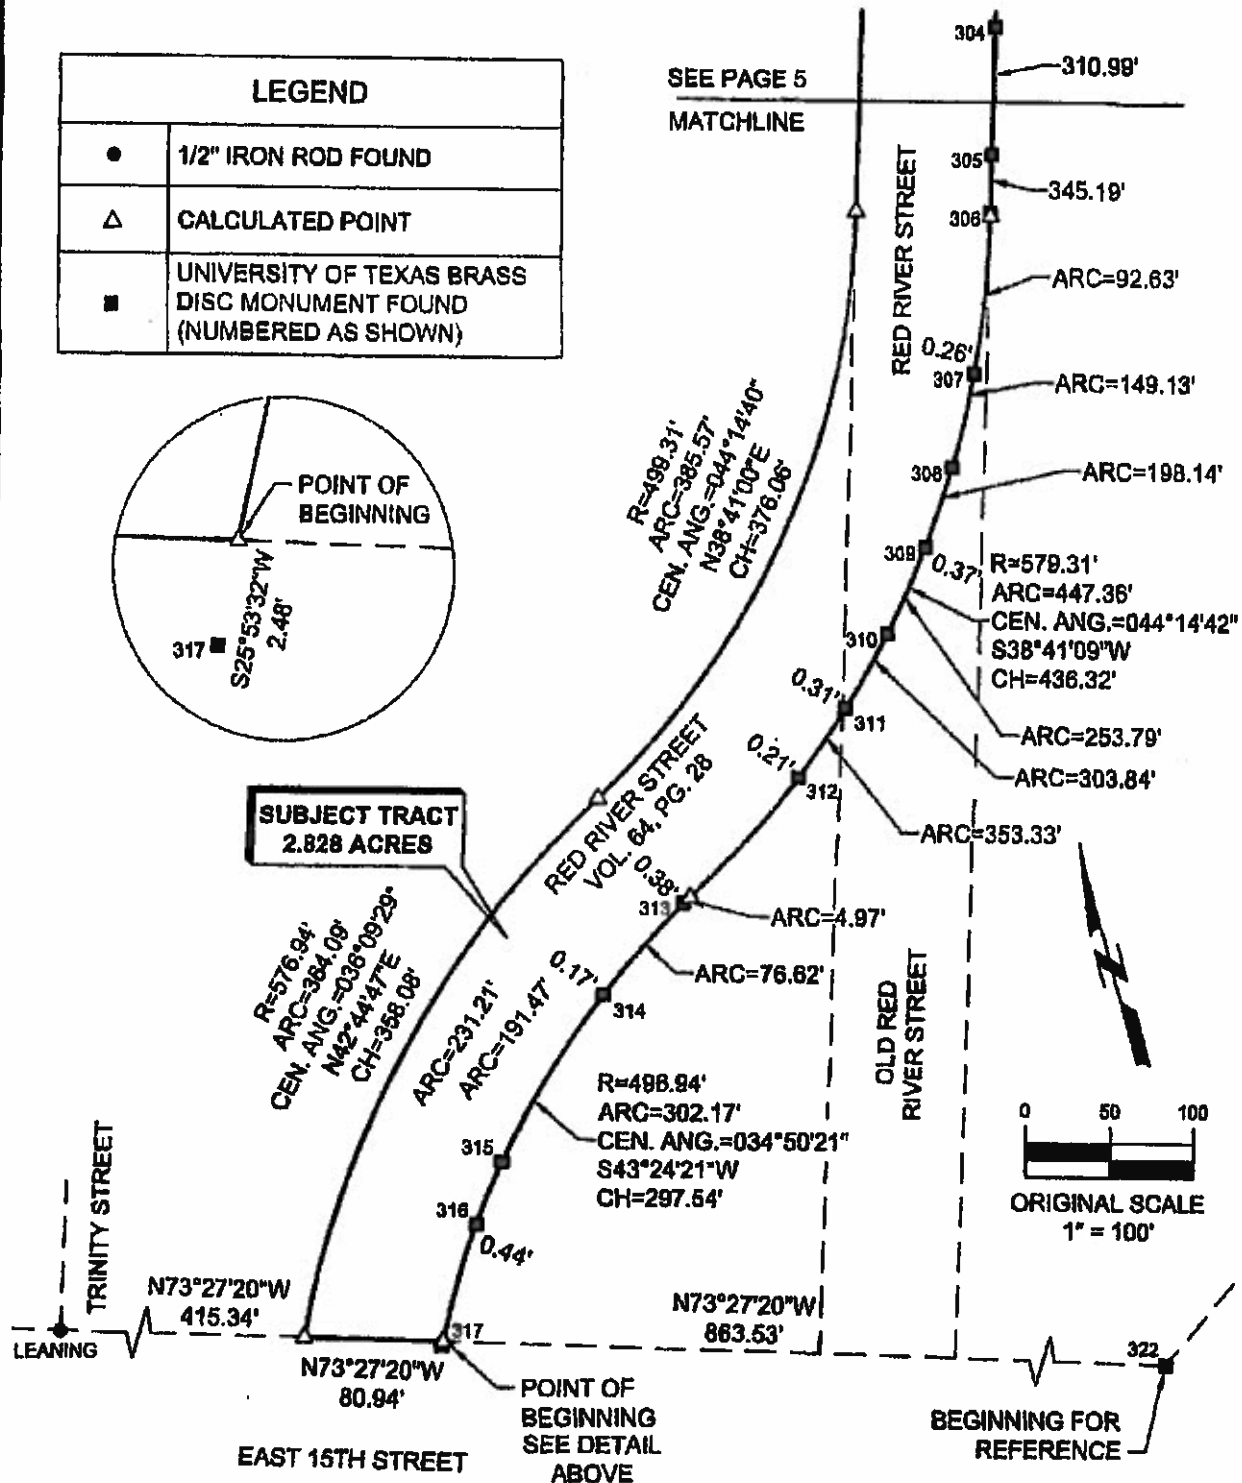 304
310.99'
SEE PAGE 5
MATCHLINE
LEGEND
1/2" IRON ROD FOUND
CALCULATED POINT
UNIVERSITY OF TEXAS BRASS
DISC MONUMENT FOUND
(NUMBERED AS SHOWN)
305
345.19'
306
RED RIVER STREET
ARC=92.63'
0.26'
307
ARC=149.13'
308
ARC=198.14'
309
0.37'
R=579.31'
ARC=447.36'
CEN. ANG.=044°14'42"
S38°41'09"W
CH=436.32'
R=499.31'
ARC=385.57'
CEN. ANG.=044°14'40"
N38°41'00"E
CH=376.06'
POINT OF
BEGINNING
317
S25°53'32"W
2.48'
310
0.31'
311
ARC=253.79'
0.21'
312
ARC=303.84'
ARC=353.33'
RED RIVER STREET
VOL. 64, PG. 28
SUBJECT TRACT
2.828 ACRES
0.38'
313
ARC=4.97'
ARC=76.62'
0.17'
314
R=576.94'
ARC=364.09'
CEN. ANG.=036°09'29"
N42°44'47"E
CH=358.08'
ARC=231.21'
ARC=191.47'
OLD RED
RIVER STREET
R=496.94'
ARC=302.17'
CEN. ANG.=034°50'21"
S43°24'21"W
CH=297.54'
315
316
0.44'
0 50 100
ORIGINAL SCALE
1" = 100'
TRINITY STREET
N73°27'20"W
415.34'
LEANING
N73°27'20"W
80.94'
317
N73°27'20"W
863.53'
322
POINT OF
BEGINNING
SEE DETAIL
ABOVE
BEGINNING FOR
REFERENCE
EAST 15TH STREET